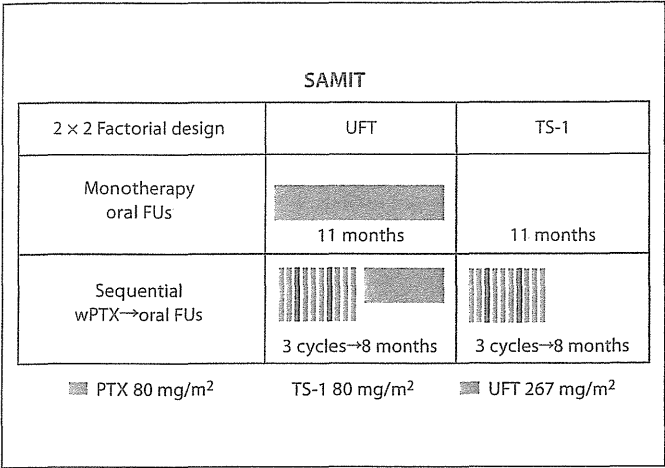 SAMIT
2 × 2 Factorial design UFT TS-1
Monotherapy
oral FUs
11 months 11 months
Sequential
wPTX→oral FUs
3 cycles→8 months 3 cycles→8 months
PTX 80 mg/m² TS-1 80 mg/m² UFT 267 mg/m²